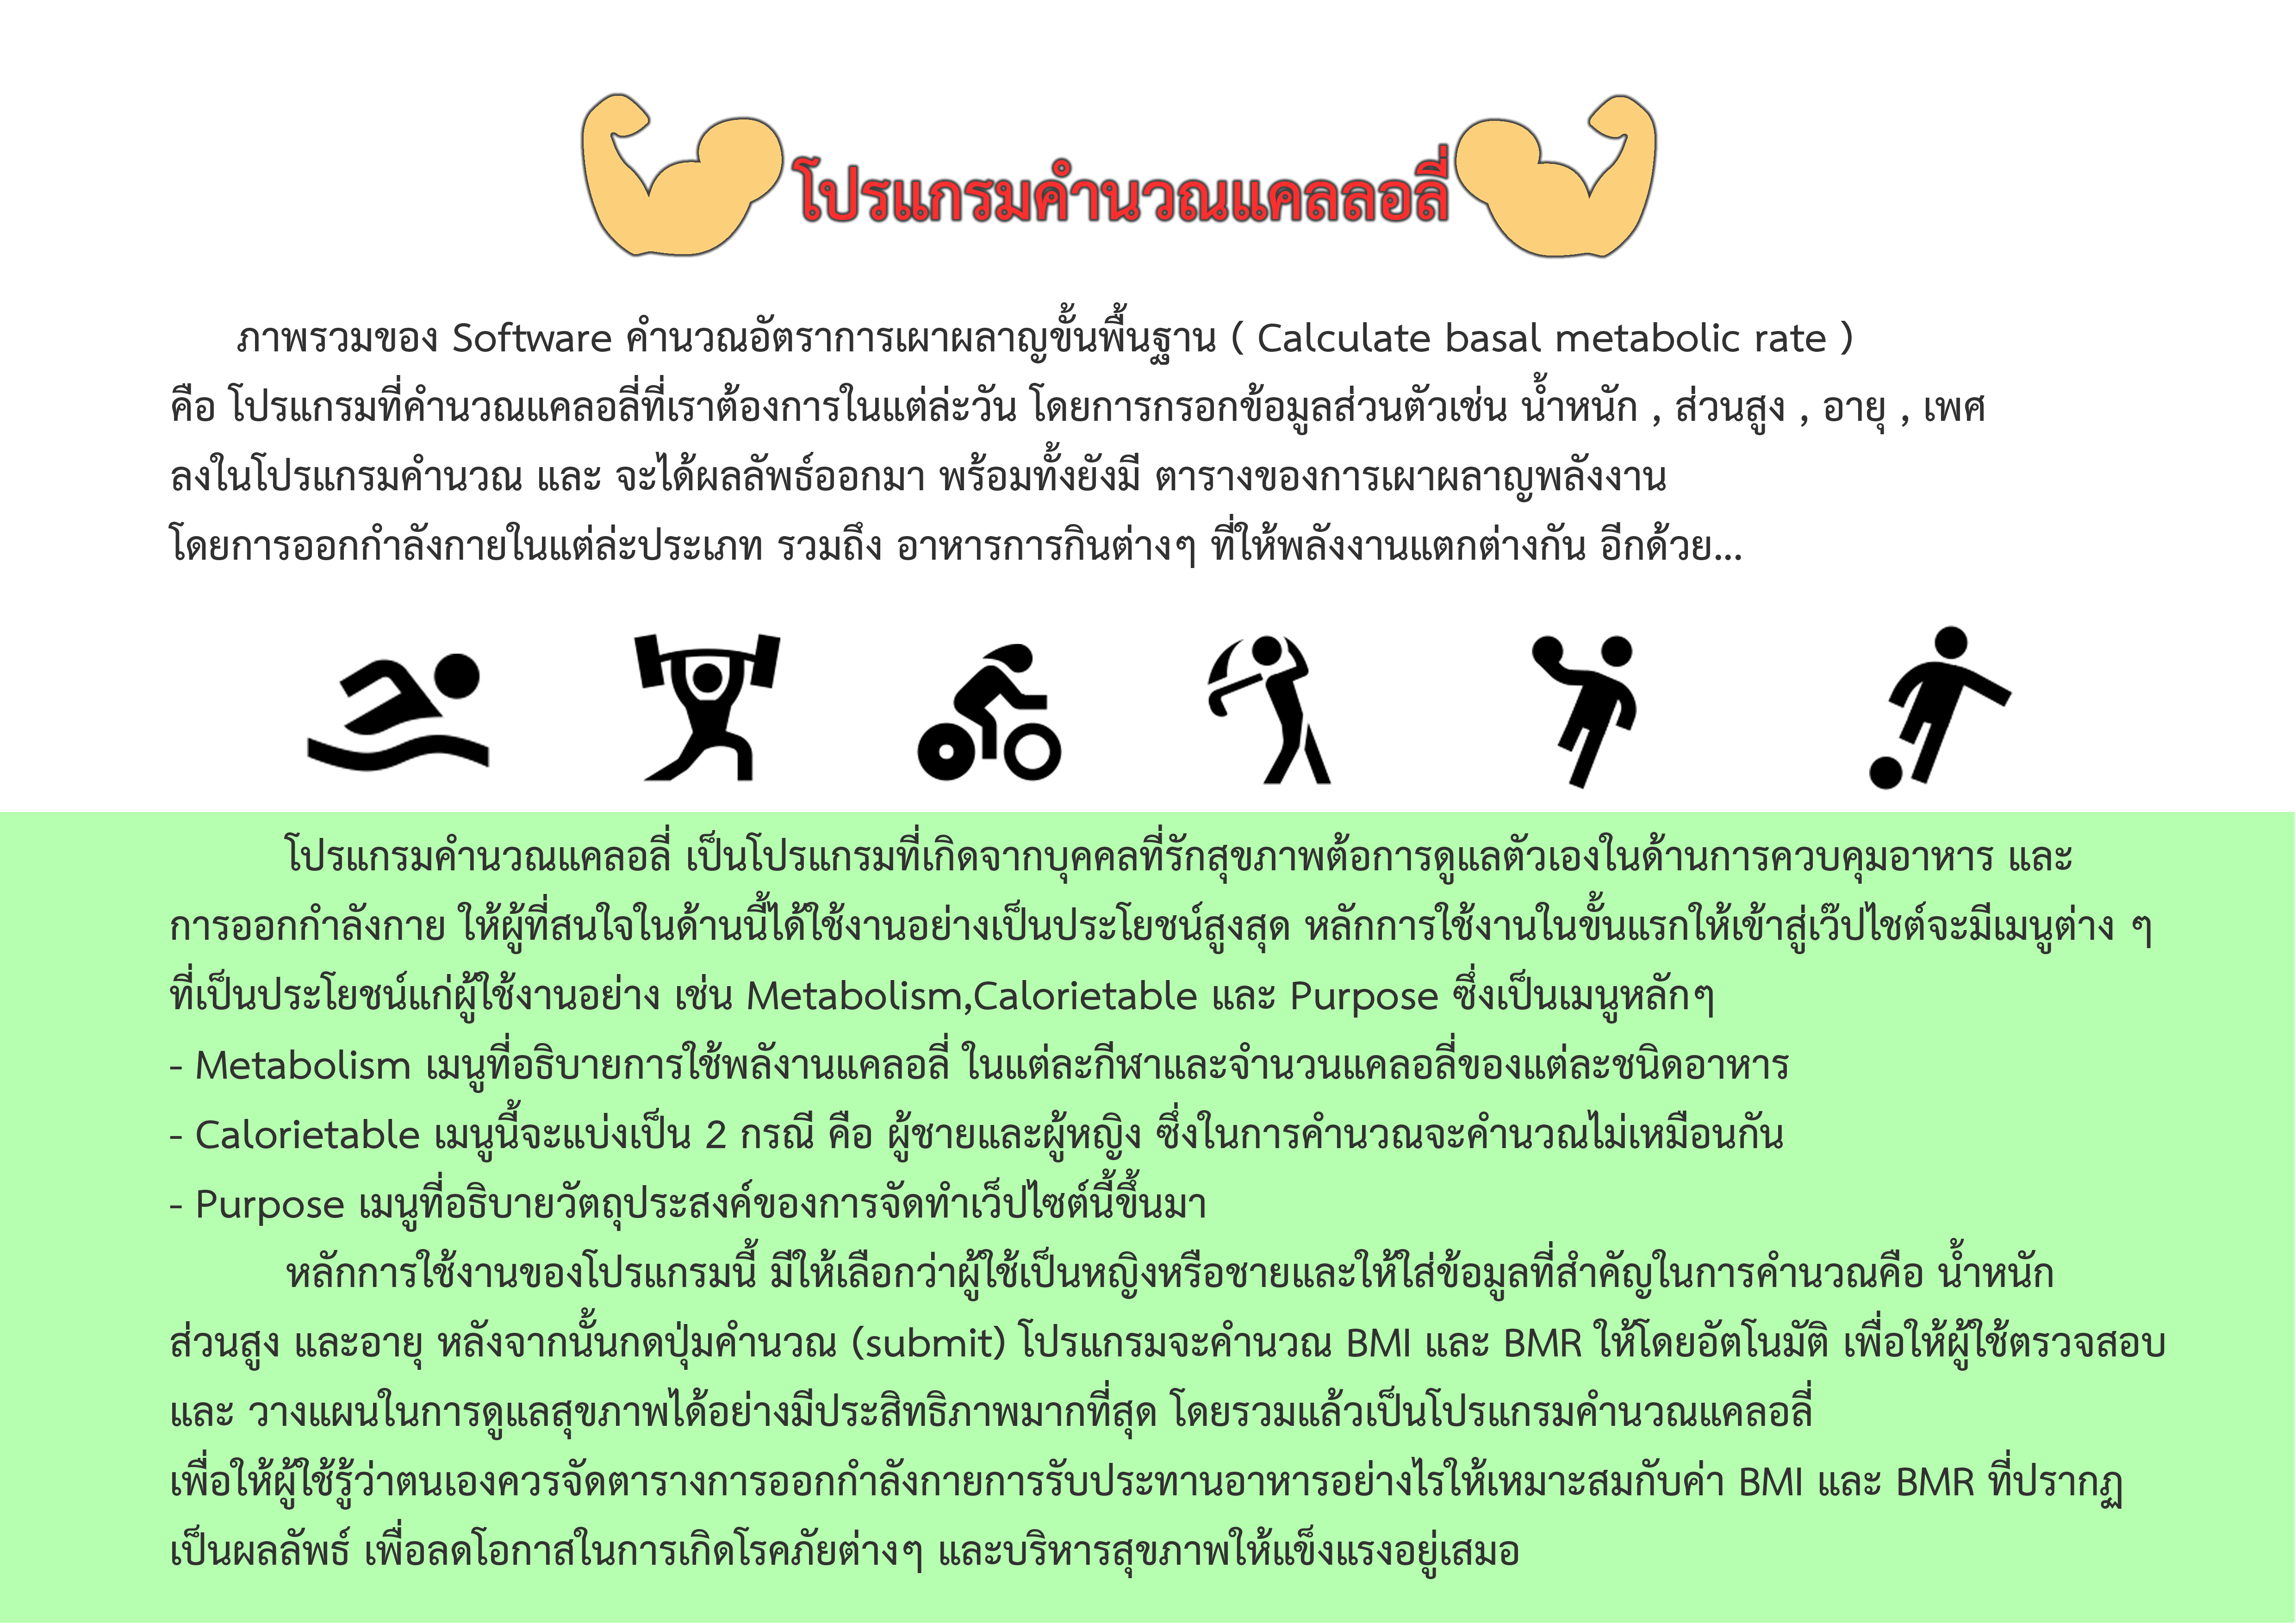 โปรแกรมคำนวณแคลลอลี่
ภาพรวมของ Software คำนวณอัตราการเผาผลาญขั้นพื้นฐาน ( Calculate basal metabolic rate )
คือ โปรแกรมที่คำนวณแคลอลี่ที่เราต้องการในแต่ล่ะวัน โดยการกรอกข้อมูลส่วนตัวเช่น น้ำหนัก , ส่วนสูง , อายุ , เพศ
ลงในโปรแกรมคำนวณ และ จะได้ผลลัพธ์ออกมา พร้อมทั้งยังมี ตารางของการเผาผลาญพลังงาน
โดยการออกกำลังกายในแต่ล่ะประเภท รวมถึง อาหารการกินต่างๆ ที่ให้พลังงานแตกต่างกัน อีกด้วย...
โปรแกรมคำนวณแคลอลี่ เป็นโปรแกรมที่เกิดจากบุคคลที่รักสุขภาพต้อการดูแลตัวเองในด้านการควบคุมอาหาร และ
การออกกำลังกาย ให้ผู้ที่สนใจในด้านนี้ได้ใช้งานอย่างเป็นประโยชน์สูงสุด หลักการใช้งานในขั้นแรกให้เข้าสู่เว๊ปไชต์จะมีเมนูต่าง ๆ
ที่เป็นประโยชน์แก่ผู้ใช้งานอย่าง เช่น Metabolism,Calorietable และ Purpose ซึ่งเป็นเมนูหลักๆ
- Metabolism เมนูที่อธิบายการใช้พลังานแคลอลี่ ในแต่ละกีฬาและจำนวนแคลอลี่ของแต่ละชนิดอาหาร
- Calorietable เมนูนี้จะแบ่งเป็น 2 กรณี คือ ผู้ชายและผู้หญิง ซึ่งในการคำนวณจะคำนวณไม่เหมือนกัน
- Purpose เมนูที่อธิบายวัตถุประสงค์ของการจัดทำเว็ปไซต์นี้ขึ้นมา
หลักการใช้งานของโปรแกรมนี้ มีให้เลือกว่าผู้ใช้เป็นหญิงหรือชายและให้ใส่ข้อมูลที่สำคัญในการคำนวณคือ น้ำหนัก
ส่วนสูง และอายุ หลังจากนั้นกดปุ่มคำนวณ (submit) โปรแกรมจะคำนวณ BMI และ BMR ให้โดยอัตโนมัติ เพื่อให้ผู้ใช้ตรวจสอบ
และ วางแผนในการดูแลสุขภาพได้อย่างมีประสิทธิภาพมากที่สุด โดยรวมแล้วเป็นโปรแกรมคำนวณแคลอลี่
เพื่อให้ผู้ใช้รู้ว่าตนเองควรจัดตารางการออกกำลังกายการรับประทานอาหารอย่างไรให้เหมาะสมกับค่า BMI และ BMR ที่ปรากฏ
เป็นผลลัพธ์ เพื่อลดโอกาสในการเกิดโรคภัยต่างๆ และบริหารสุขภาพให้แข็งแรงอยู่เสมอ